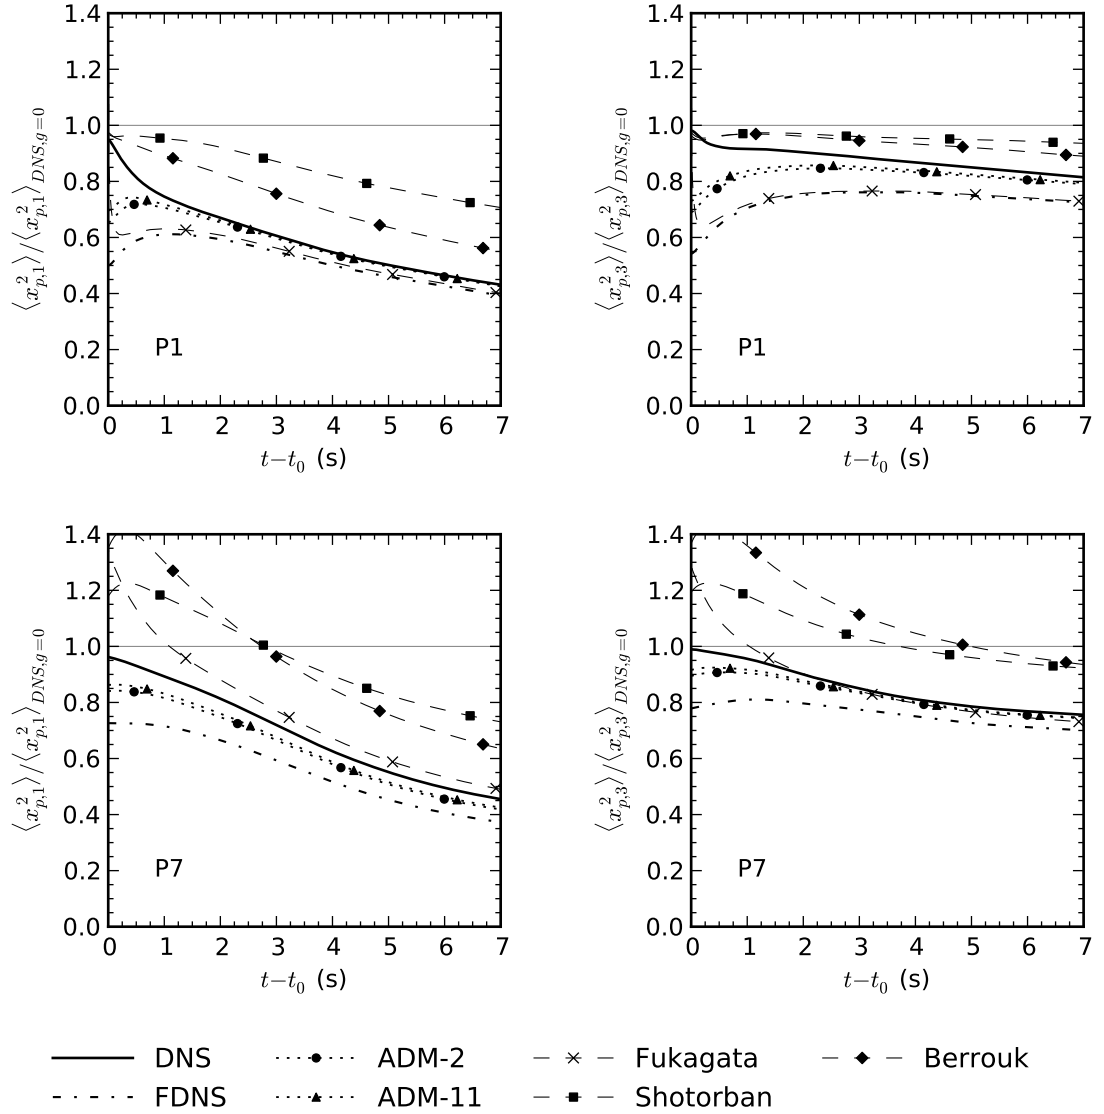 1.4
1.2
1.0
0.8
0.6
0.4
0.2
0.0
0 1 2 3 4 5 6 7
t−t₀ (s)
⟨x²ₚ,₁⟩/⟨x²ₚ,₁⟩DNS,g=0
P1
1.4
1.2
1.0
0.8
0.6
0.4
0.2
0.0
0 1 2 3 4 5 6 7
t−t₀ (s)
⟨x²ₚ,₃⟩/⟨x²ₚ,₃⟩DNS,g=0
P1
1.4
1.2
1.0
0.8
0.6
0.4
0.2
0.0
0 1 2 3 4 5 6 7
t−t₀ (s)
⟨x²ₚ,₁⟩/⟨x²ₚ,₁⟩DNS,g=0
P7
1.4
1.2
1.0
0.8
0.6
0.4
0.2
0.0
0 1 2 3 4 5 6 7
t−t₀ (s)
⟨x²ₚ,₃⟩/⟨x²ₚ,₃⟩DNS,g=0
P7
DNS ADM-2 Fukagata Berrouk
FDNS ADM-11 Shotorban